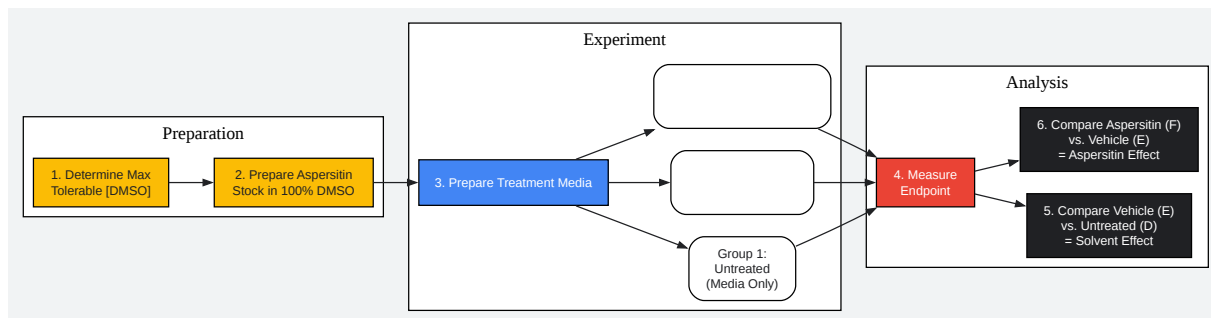 Preparation
1. Determine Max
Tolerable [DMSO]
2. Prepare Aspersitin
Stock in 100% DMSO
Experiment
3. Prepare Treatment Media
Group 1:
Untreated
(Media Only)
4. Measure
Endpoint
Analysis
6. Compare Aspersitin (F)
vs. Vehicle (E)
= Aspersitin Effect
5. Compare Vehicle (E)
vs. Untreated (D)
= Solvent Effect